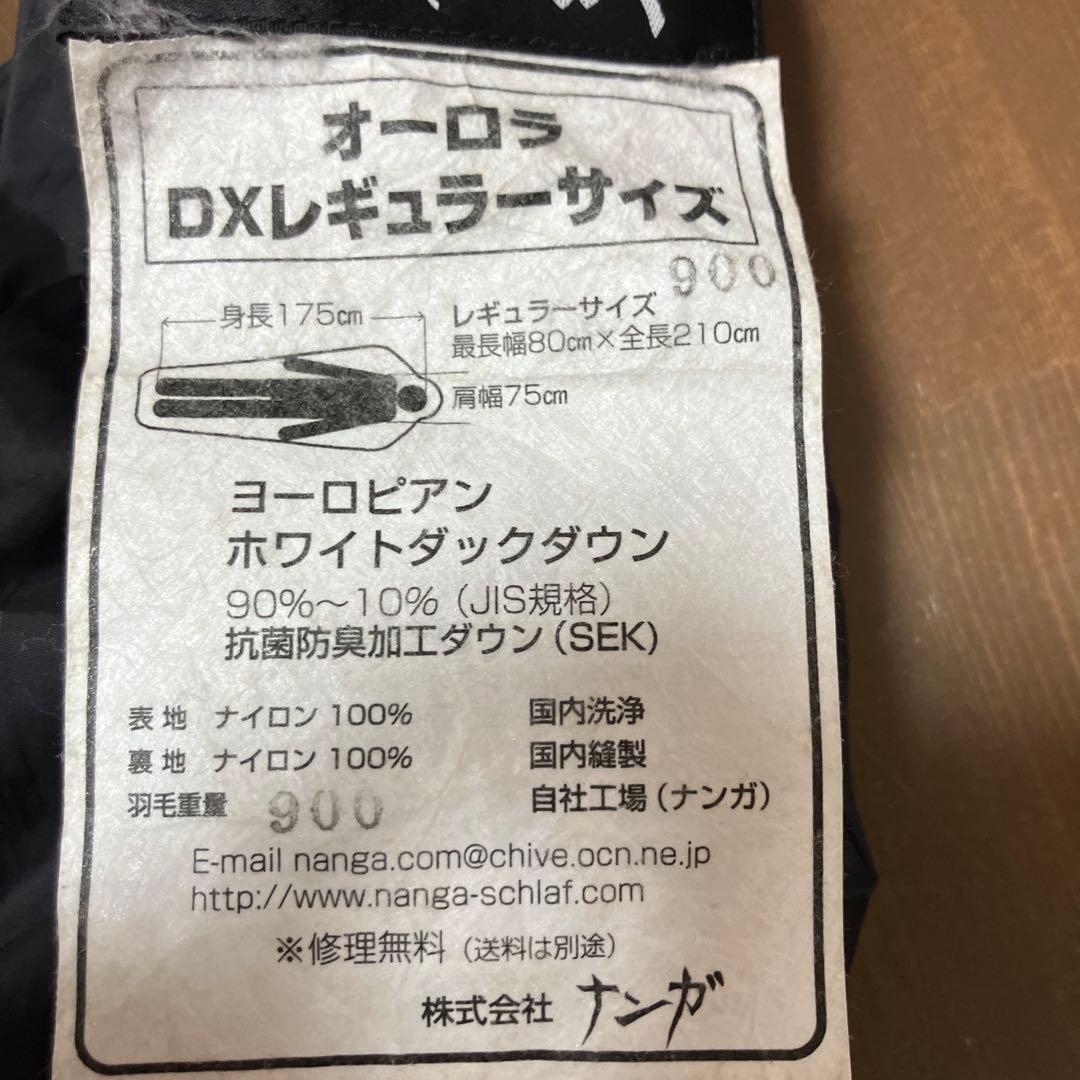 オーロラ
DXレギュラーサイズ
900
身長175cm
レギュラーサイズ
最長幅80cm×全長210cm
肩幅75cm
ヨーロピアン
ホワイトダックダウン
90%～10%（JIS規格）
抗菌防臭加工ダウン（SEK）
表地 ナイロン 100% 国内洗浄
裏地 ナイロン 100% 国内縫製
羽毛重量 900 自社工場（ナンガ）
E-mail nanga.com@chive.ocn.ne.jp
http://www.nanga-schlaf.com
※修理無料（送料は別途）
株式会社 ナンガ